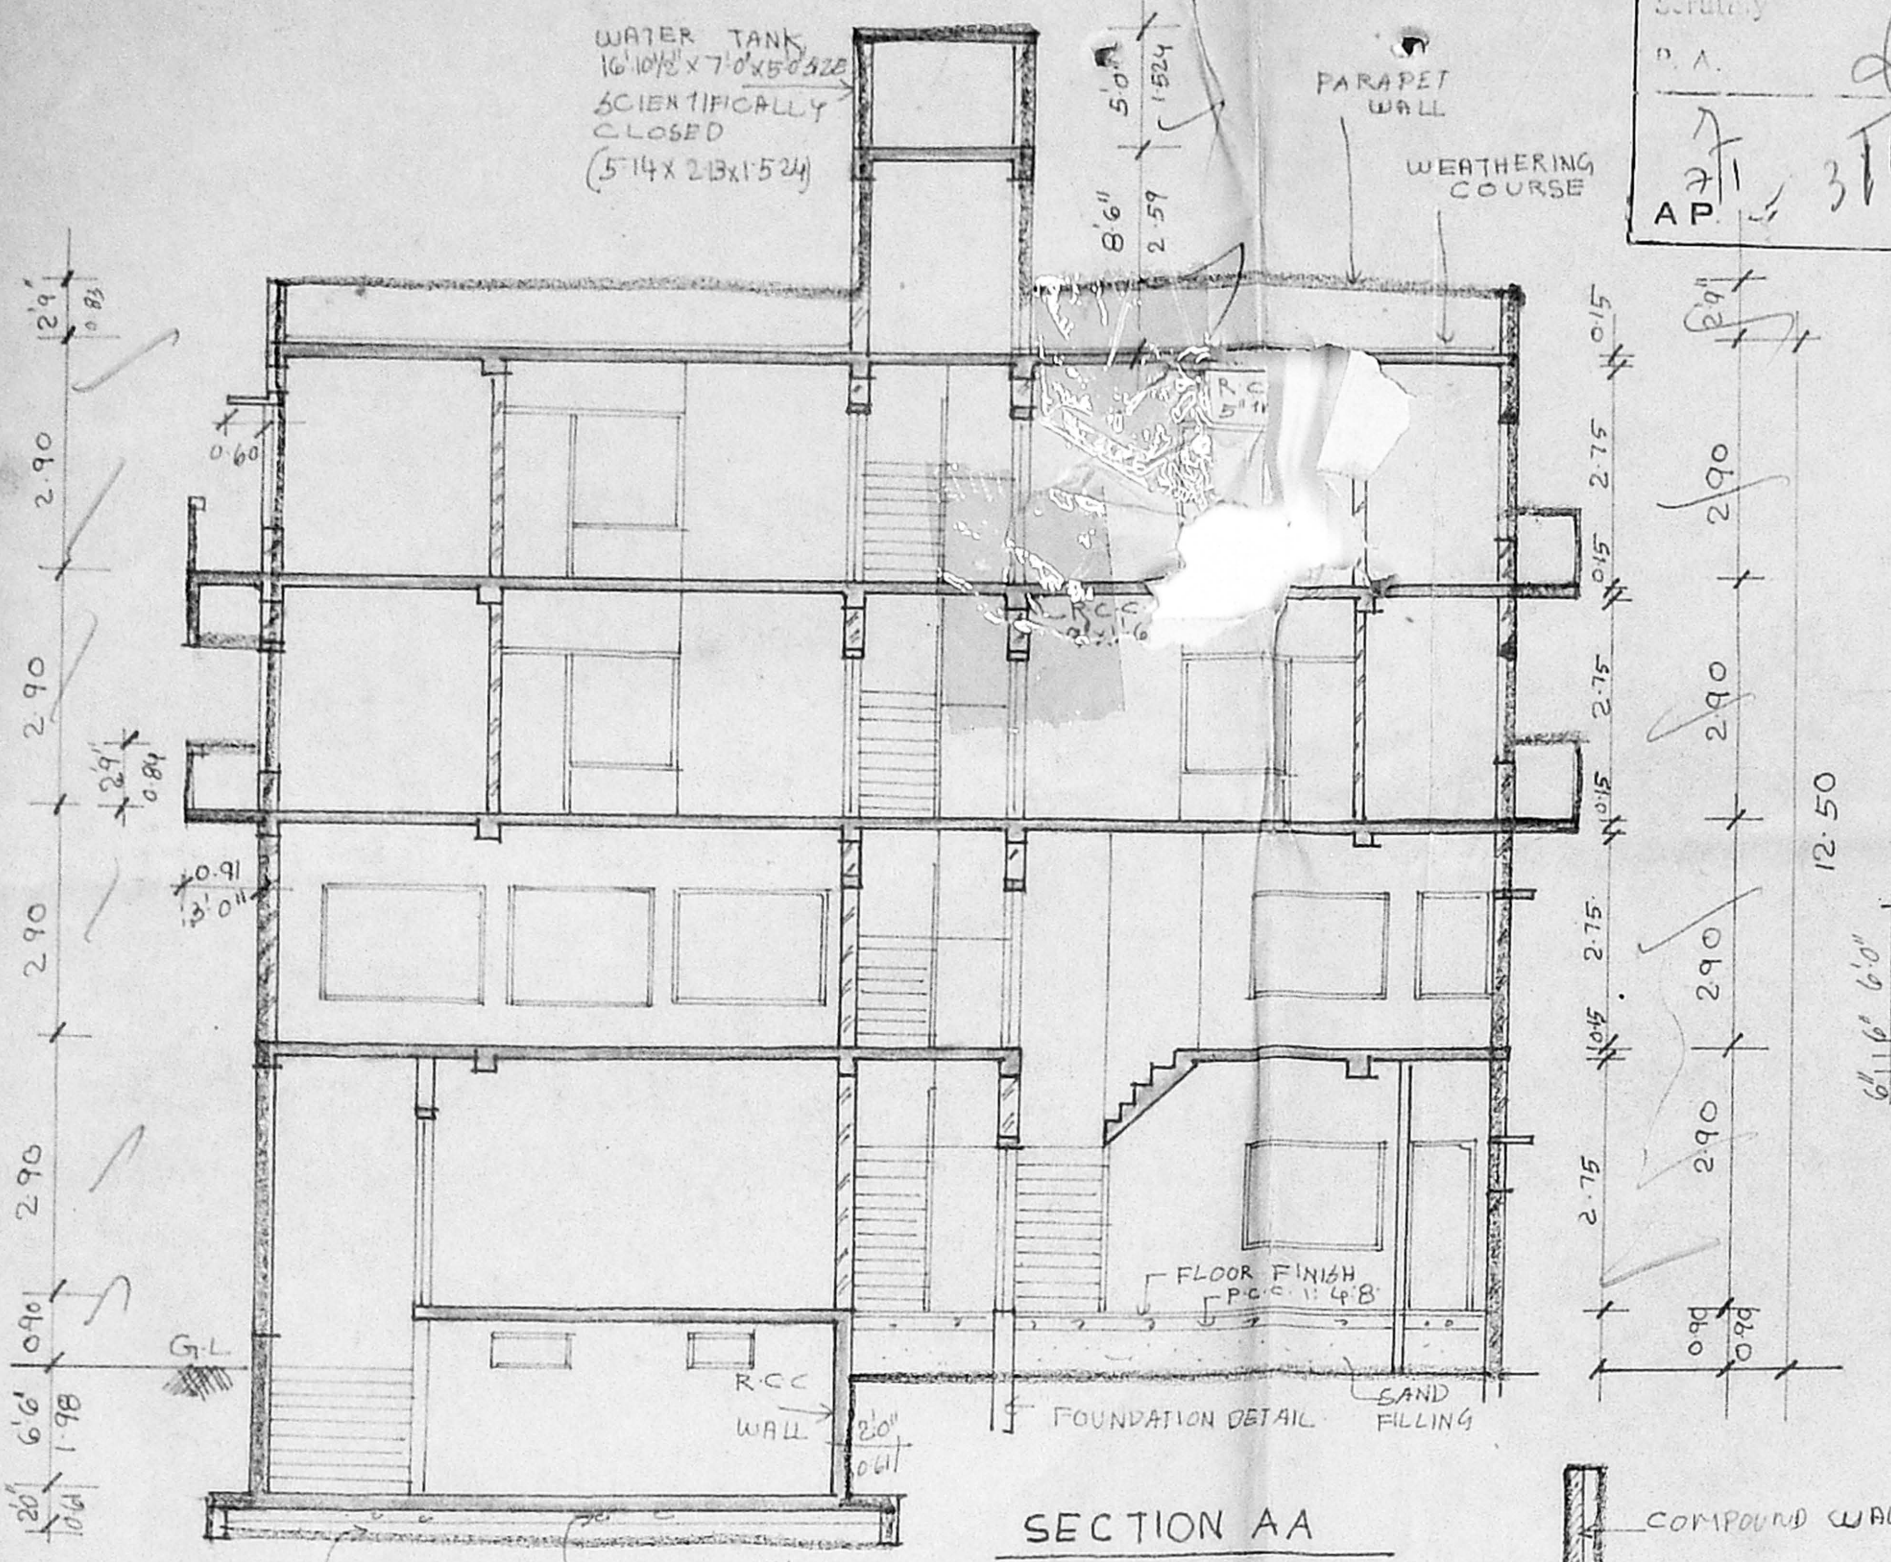 WATER TANK
16'10½" x 7'0" x 5'0" SIZE
SCIENTIFICALLY
CLOSED
(5.14 x 2.13 x 1.524)
5'0"
1.524
8'6"
2.59
PARAPET
WALL
WEATHERING
COURSE
P. A.
A P.
2'9"
0.83
2.90
2.90
2.90
2.90
0.90
6'6"
1.98
2'0"
0.61
0.60
2'9"
0.84
0.91
3'0"
G.L
R.C.C
WALL
2'0"
0.61
R.C.C.
FLOOR FINISH
P.C.C. 1:4:8
SAND
FILLING
FOUNDATION DETAIL
0.15
2.75
0.15
2.75
0.15
2.75
0.15
2.75
2'9"
2.90
2.90
2.90
2.90
0.90
0.90
12.50
SECTION AA
COMPOUND WAL